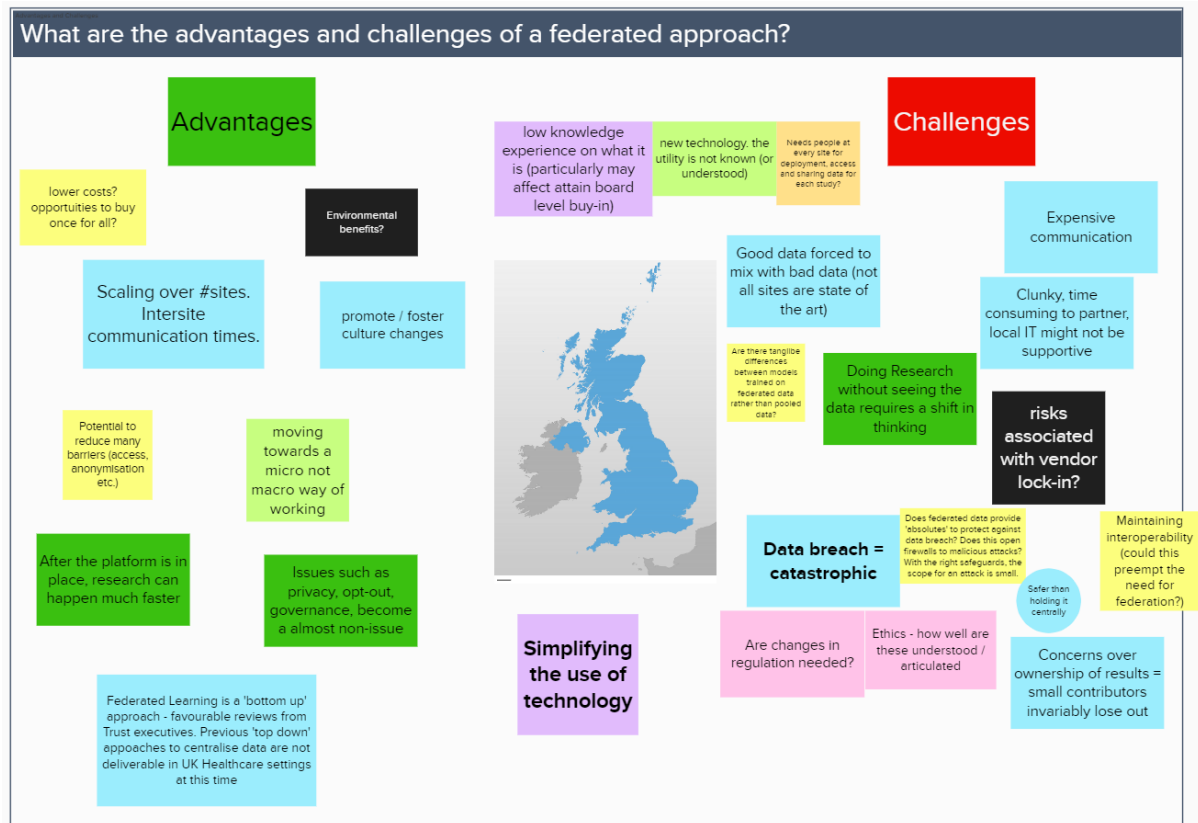 What are the advantages and challenges of a federated approach?
Advantages
lower costs?
opportuities to buy
once for all?
Environmental
benefits?
Scaling over #sites.
Intersite
communication times.
promote / foster
culture changes
Potential to
reduce many
barriers (access,
anonymisation
etc.)
moving
towards a
micro not
macro way of
working
After the platform is in
place, research can
happen much faster
Issues such as
privacy, opt-out,
governance, become
a almost non-issue
Federated Learning is a 'bottom up'
approach - favourable reviews from
Trust executives. Previous 'top down'
appoaches to centralise data are not
deliverable in UK Healthcare settings
at this time
low knowledge
experience on what it
is (particularly may
affect attain board
level buy-in)
new technology. the
utility is not known (or
understood)
Needs people at
every site for
deployment, access
and sharing data for
each study?
Simplifying
the use of
technology
Challenges
Expensive
communication
Good data forced to
mix with bad data (not
all sites are state of
the art)
Clunky, time
consuming to partner,
local IT might not be
supportive
Are there tanglibe
differences
between models
trained on
federated data
rather than pooled
data?
Doing Research
without seeing the
data requires a shift in
thinking
risks
associated
with vendor
lock-in?
Data breach =
catastrophic
Does federated data provide
'absolutes' to protect against
data breach? Does this open
firewalls to malicious attacks?
With the right safeguards, the
scope for an attack is small.
Safer than
holding it
centrally
Maintaining
interoperability
(could this
preempt the
need for
federation?)
Are changes in
regulation needed?
Ethics - how well are
these understood /
articulated
Concerns over
ownership of results =
small contributors
invariably lose out